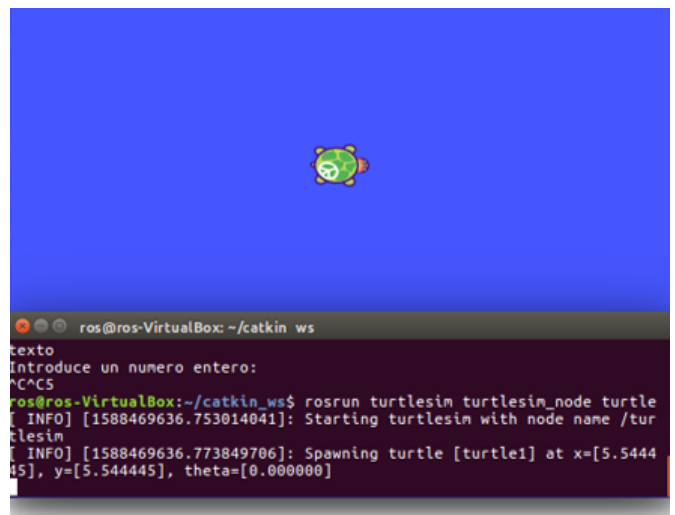 ros@ros-VirtualBox: ~/catkin_ws
texto
Introduce un numero entero:
^C^C5
ros@ros-VirtualBox:~/catkin_ws$ rosrun turtlesim turtlesim_node turtle
[ INFO] [1588469636.753014041]: Starting turtlesim with node name /tur
tlesim
[ INFO] [1588469636.773849706]: Spawning turtle [turtle1] at x=[5.5444
45], y=[5.544445], theta=[0.000000]